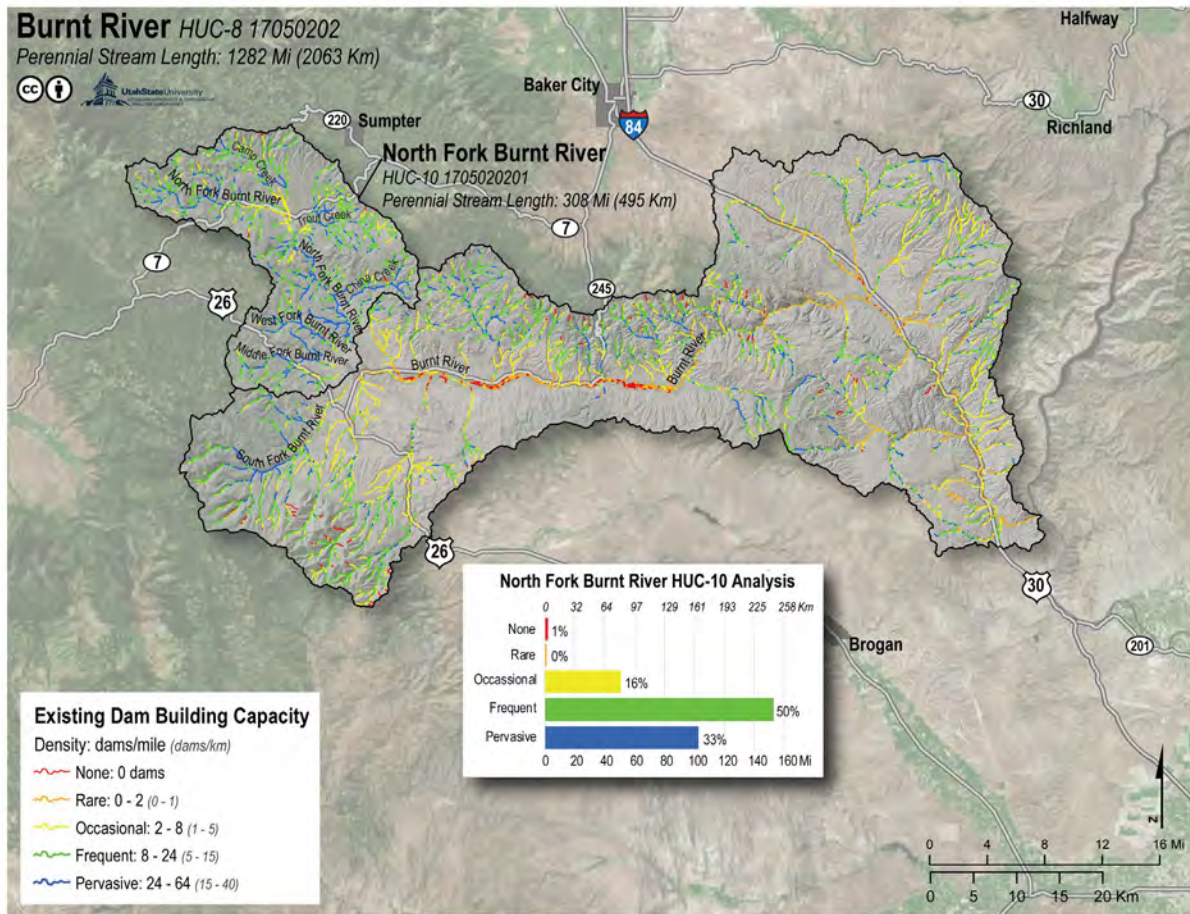 Burnt River HUC-8 17050202
Perennial Stream Length: 1282 Mi (2063 Km)
cc
UtahStateUniversity
Halfway
Baker City
84
30
Richland
220
Sumpter
North Fork Burnt River
HUC-10 1705020201
Perennial Stream Length: 308 Mi (495 Km)
Camp Creek
North Fork Burnt River
Trout Creek
7
7
North Fork Burnt River
China Creek
26
245
West Fork Burnt River
Middle Fork Burnt River
Burnt River
Burnt River
South Fork Burnt River
26
30
201
Brogan
North Fork Burnt River HUC-10 Analysis
0 32 64 97 129 161 193 225 258 Km
None 1%
Rare 0%
Occassional 16%
Frequent 50%
Pervasive 33%
0 20 40 60 80 100 120 140 160 Mi
Existing Dam Building Capacity
Density: dams/mile (dams/km)
None: 0 dams
Rare: 0 - 2 (0 - 1)
Occasional: 2 - 8 (1 - 5)
Frequent: 8 - 24 (5 - 15)
Pervasive: 24 - 64 (15 - 40)
N
0 4 8 12 16 Mi
0 5 10 15 20 Km